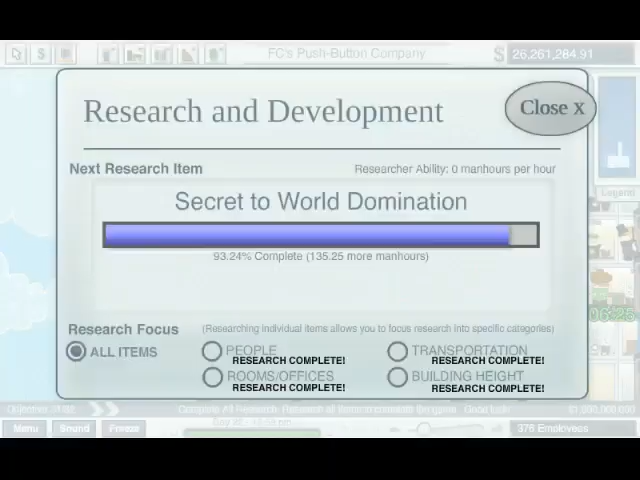 FC's Push-Button Company
$ 26,261,284.91
Research and Development
Close X
Next Research Item
Researcher Ability: 0 manhours per hour
Legend
Secret to World Domination
93.24% Complete (135.25 more manhours)
Research Focus
(Researching individual items allows you to focus research into specific categories)
ALL ITEMS
PEOPLE
RESEARCH COMPLETE!
TRANSPORTATION
RESEARCH COMPLETE!
ROOMS/OFFICES
RESEARCH COMPLETE!
BUILDING HEIGHT
RESEARCH COMPLETE!
Menu
Sound
Freeze
376 Employees